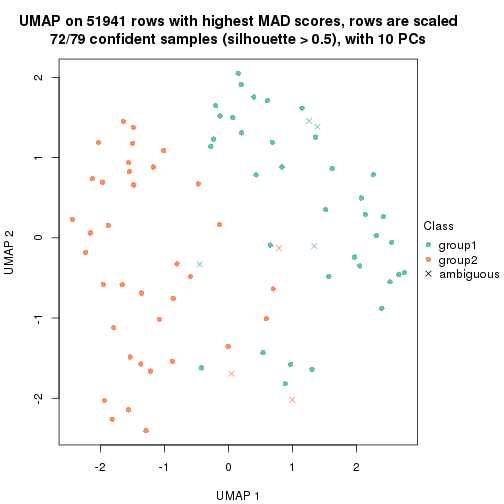 UMAP on 51941 rows with highest MAD scores, rows are scaled
72/79 confident samples (silhouette > 0.5), with 10 PCs
2
1
0
-1
-2
UMAP 2
-2
-1
0
1
2
UMAP 1
Class
group1
group2
ambiguous